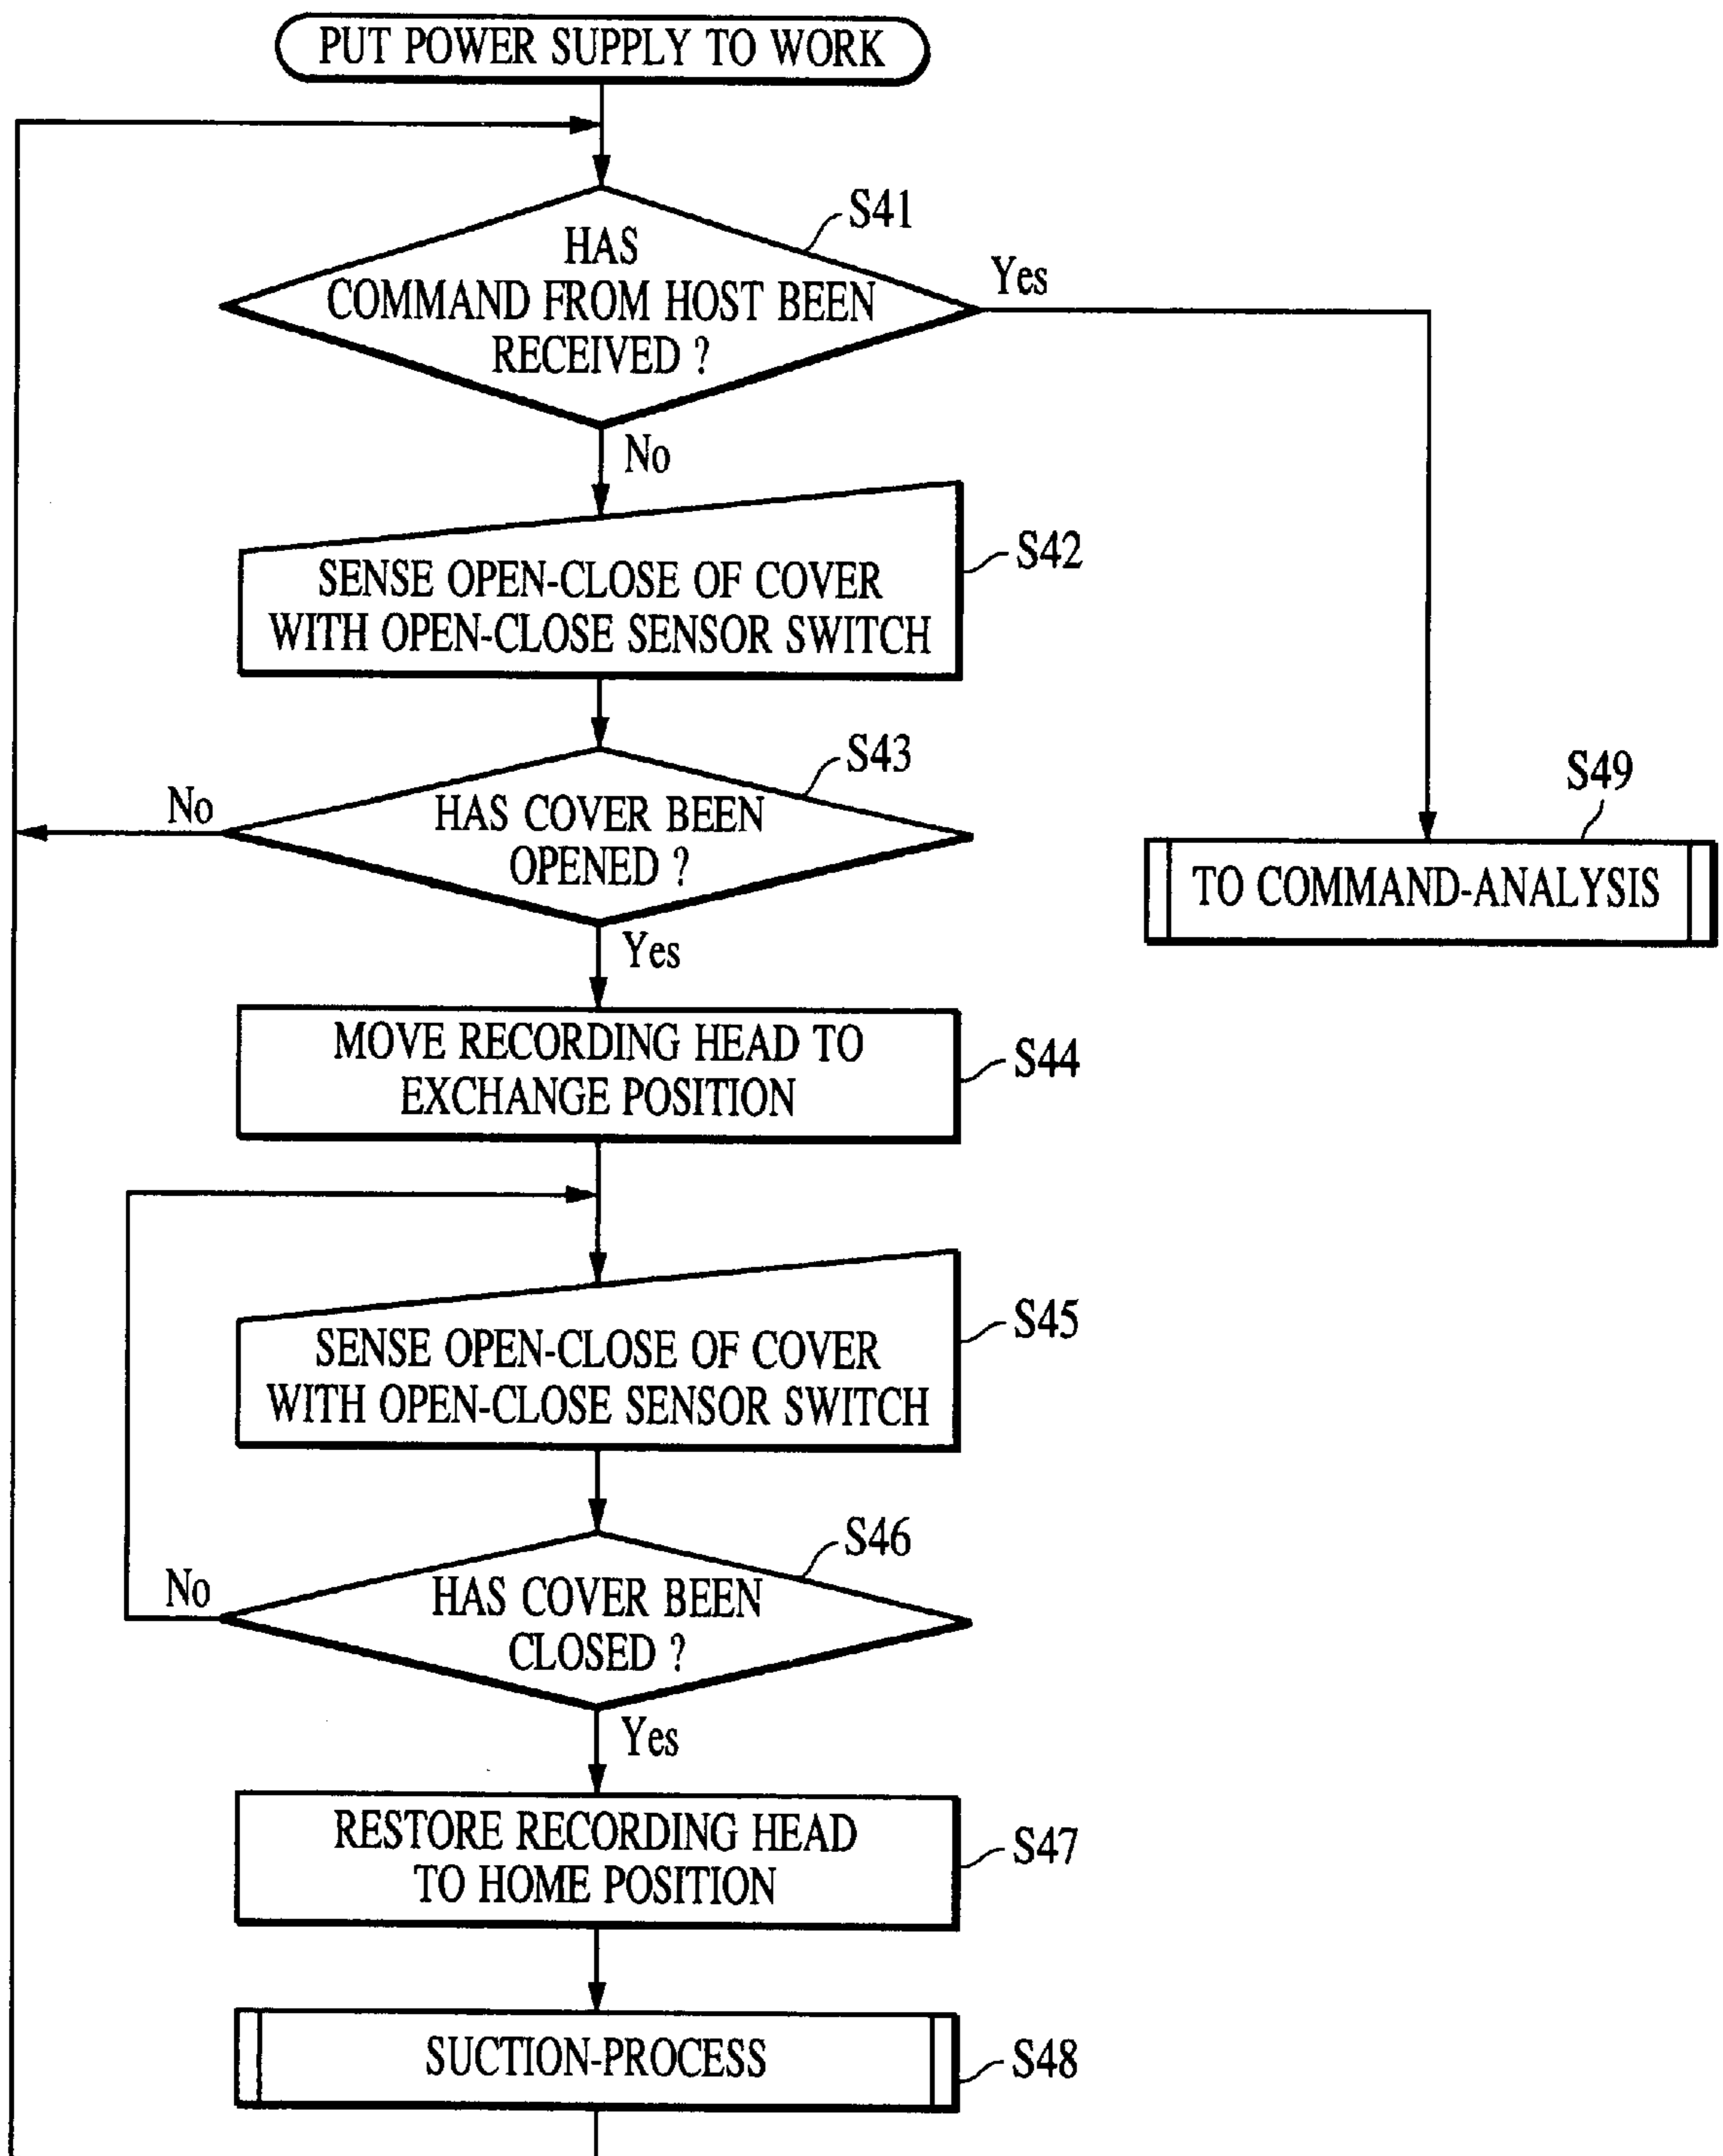 PUT POWER SUPPLY TO WORK
S41
HAS
COMMAND FROM HOST BEEN
RECEIVED ?
Yes
No
S42
SENSE OPEN-CLOSE OF COVER
WITH OPEN-CLOSE SENSOR SWITCH
S43
No
HAS COVER BEEN
OPENED ?
Yes
S49
TO COMMAND-ANALYSIS
MOVE RECORDING HEAD TO
EXCHANGE POSITION
S44
S45
SENSE OPEN-CLOSE OF COVER
WITH OPEN-CLOSE SENSOR SWITCH
S46
No
HAS COVER BEEN
CLOSED ?
Yes
RESTORE RECORDING HEAD
TO HOME POSITION
S47
SUCTION-PROCESS
S48